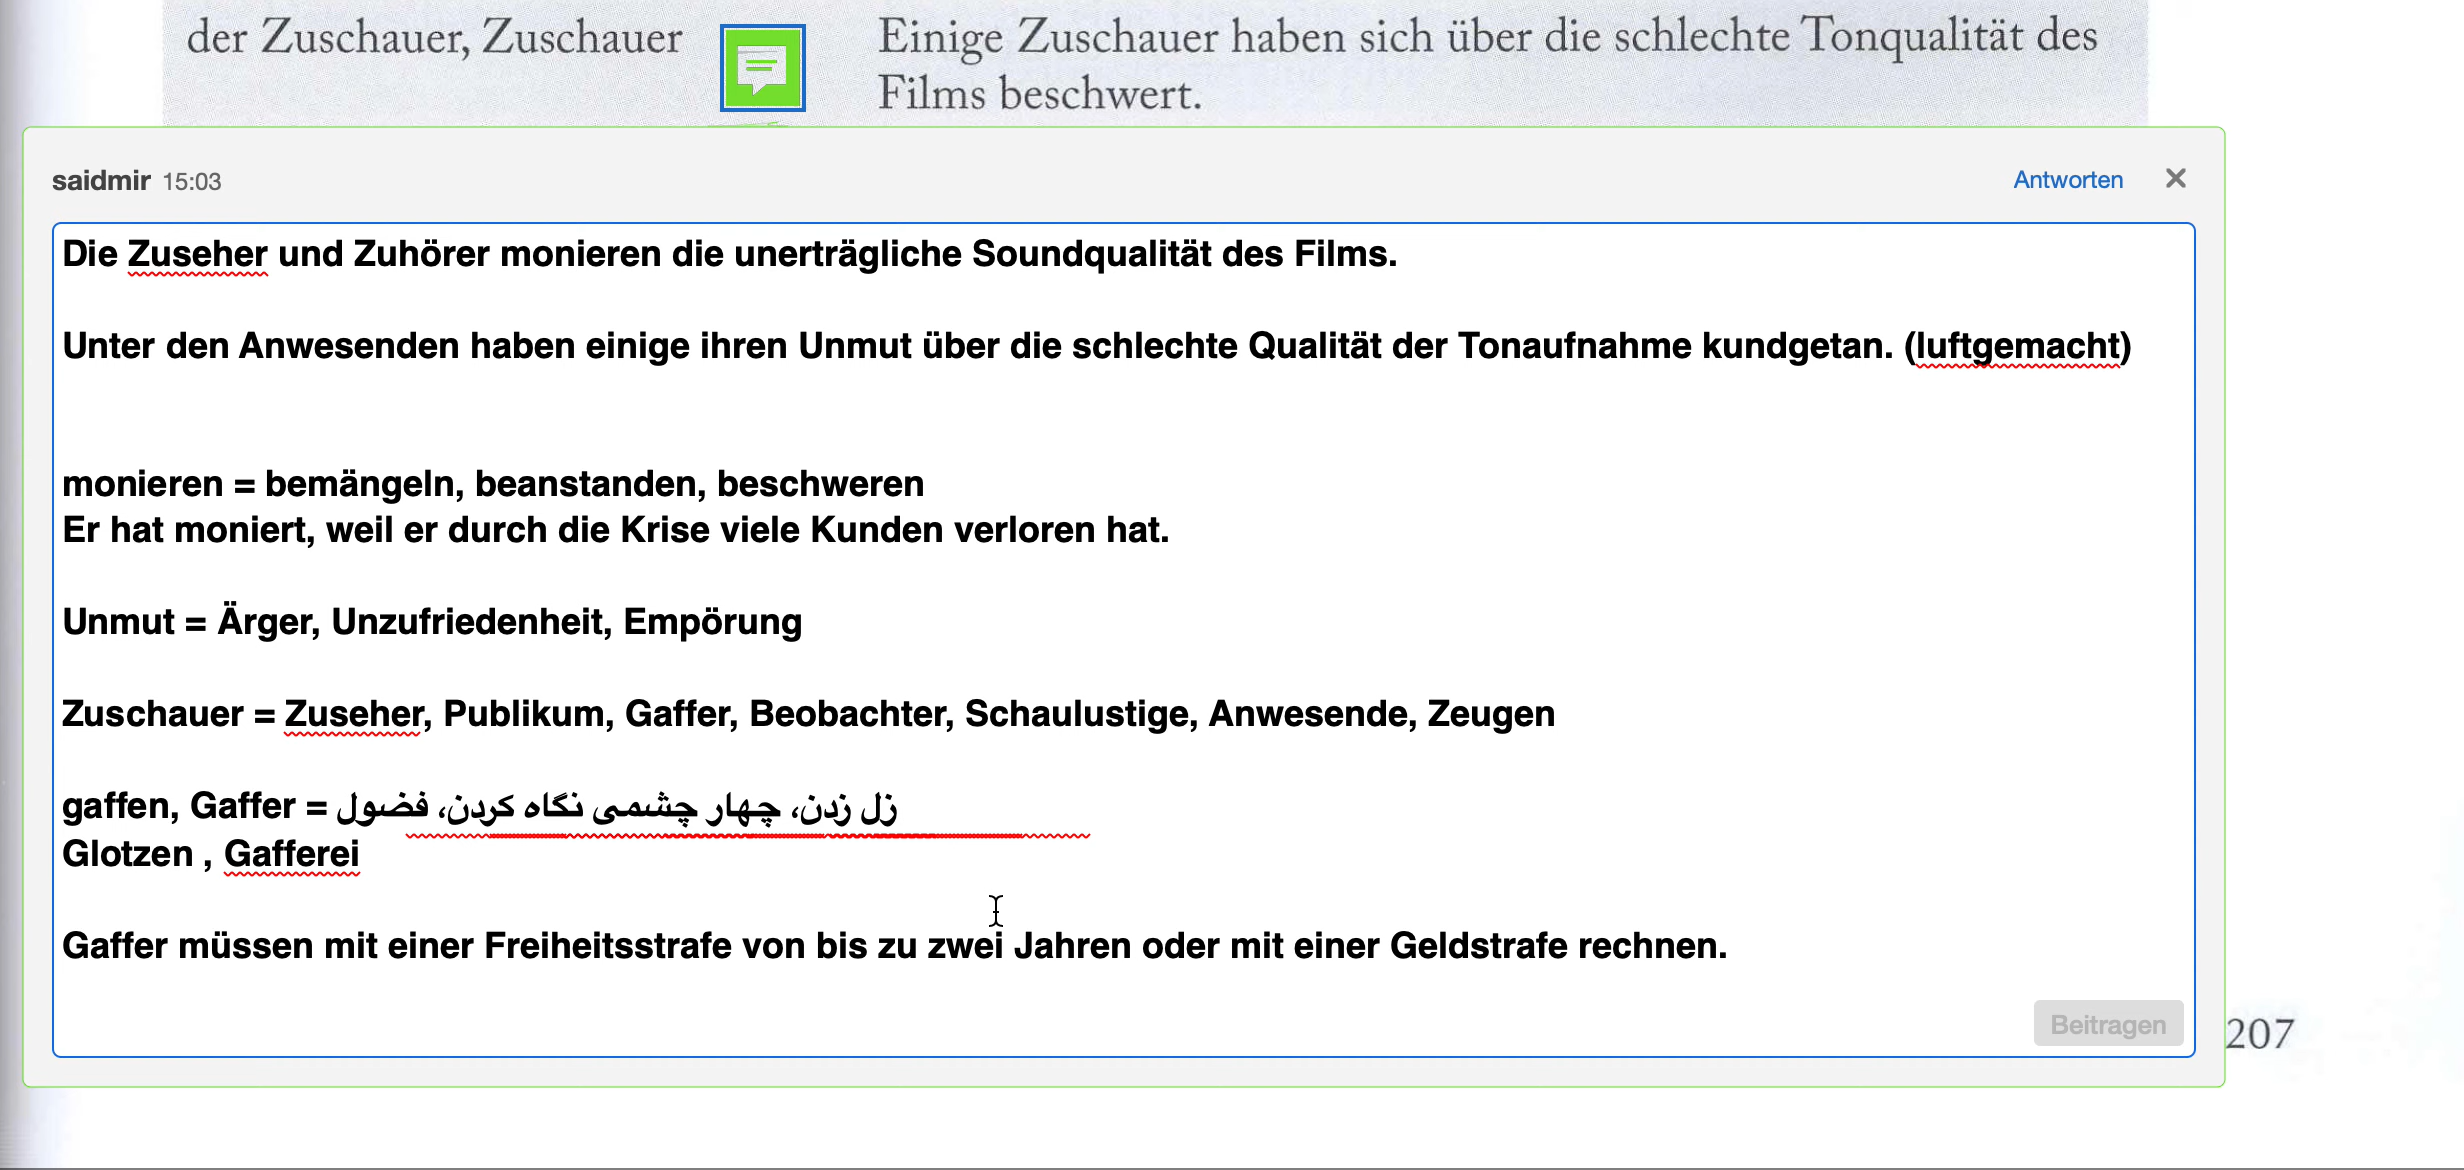 der Zuschauer, Zuschauer
Einige Zuschauer haben sich über die schlechte Tonqualität des
Films beschwert.
saidmir 15:03
Antworten
Die Zuseher und Zuhörer monieren die unerträgliche Soundqualität des Films.
Unter den Anwesenden haben einige ihren Unmut über die schlechte Qualität der Tonaufnahme kundgetan. (luftgemacht)
monieren = bemängeln, beanstanden, beschweren
Er hat moniert, weil er durch die Krise viele Kunden verloren hat.
Unmut = Ärger, Unzufriedenheit, Empörung
Zuschauer = Zuseher, Publikum, Gaffer, Beobachter, Schaulustige, Anwesende, Zeugen
gaffen, Gaffer = زل زدن، چهار چشمی نگاه کردن، فضول
Glotzen , Gafferei
Gaffer müssen mit einer Freiheitsstrafe von bis zu zwei Jahren oder mit einer Geldstrafe rechnen.
Beitragen
207